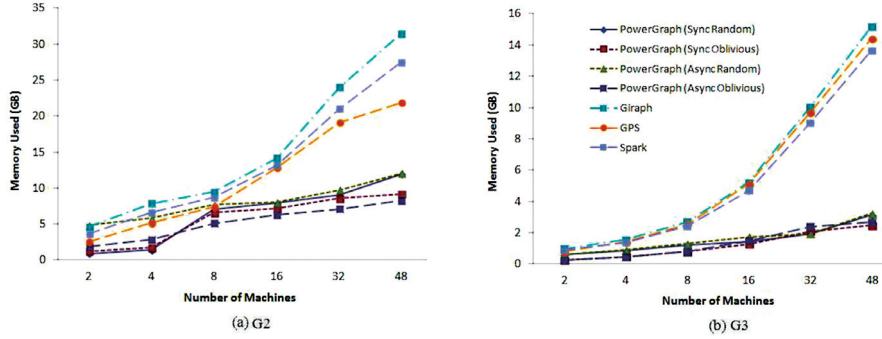 35
30
25
20
15
10
5
0
Memory Used (GB)
2 4 8 16 32 48
Number of Machines
(a) G2
16
14
12
10
8
6
4
2
0
Memory Used (GB)
PowerGraph (Sync Random)
PowerGraph (Sync Oblivious)
PowerGraph (Async Random)
PowerGraph (Async Oblivious)
Giraph
GPS
Spark
2 4 8 16 32 48
Number of Machines
(b) G3